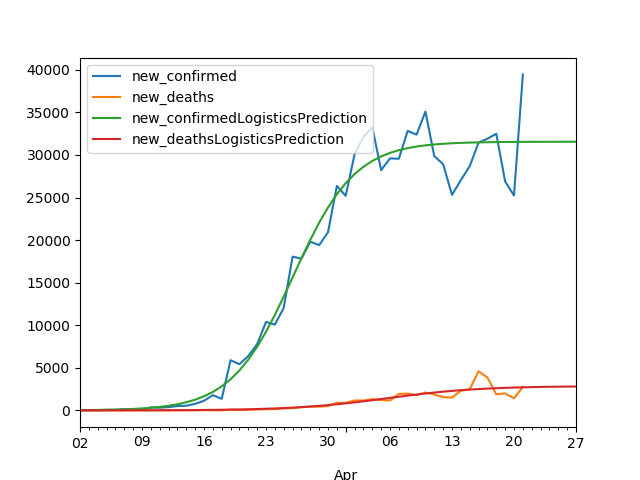 40000
35000
30000
25000
20000
15000
10000
5000
0
new_confirmed
new_deaths
new_confirmedLogisticsPrediction
new_deathsLogisticsPrediction
02 09 16 23 30 06 13 20 27
Apr